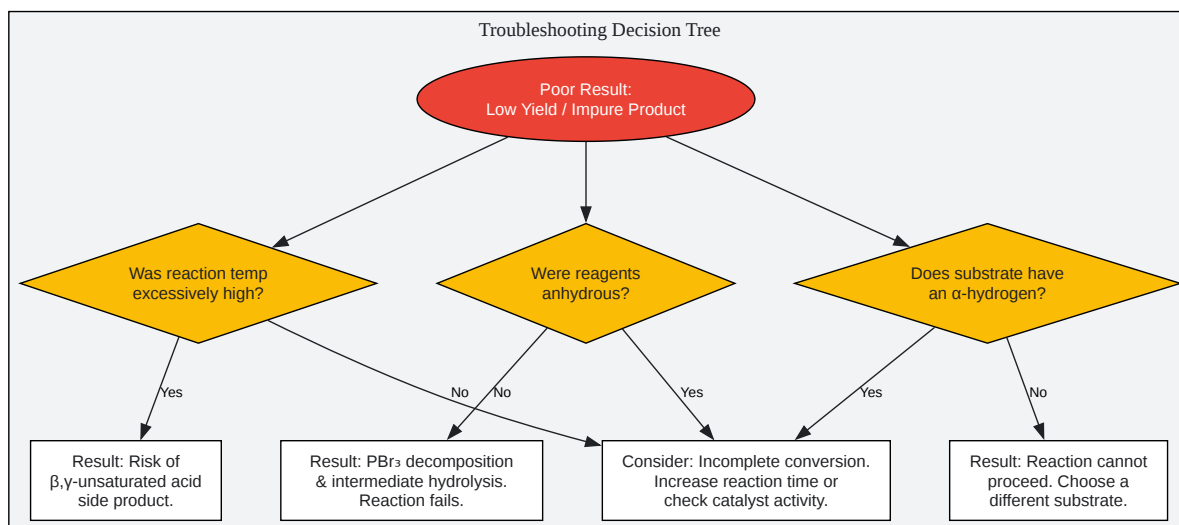 Troubleshooting Decision Tree
Poor Result:
Low Yield / Impure Product
Was reaction temp
excessively high?
Were reagents
anhydrous?
Does substrate have
an α-hydrogen?
Yes
No
No
Yes
Yes
No
Result: Risk of
β,γ-unsaturated acid
side product.
Result: PBr₃ decomposition
& intermediate hydrolysis.
Reaction fails.
Consider: Incomplete conversion.
Increase reaction time or
check catalyst activity.
Result: Reaction cannot
proceed. Choose a
different substrate.